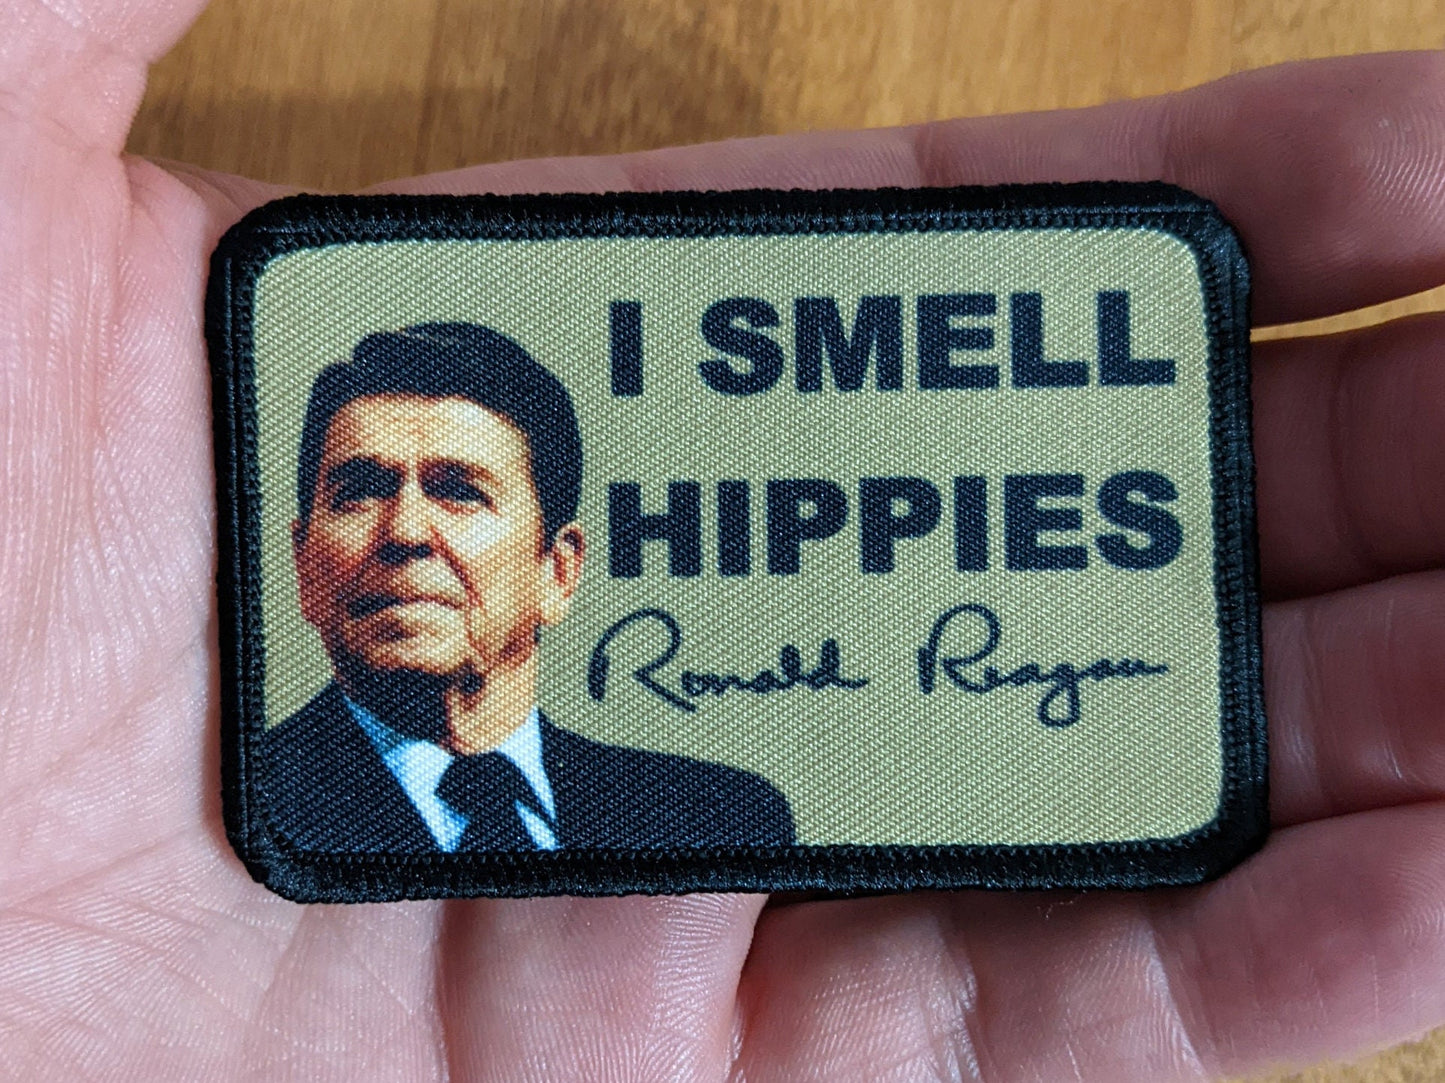 I SMELL
HIPPIES
Ronald Reagan